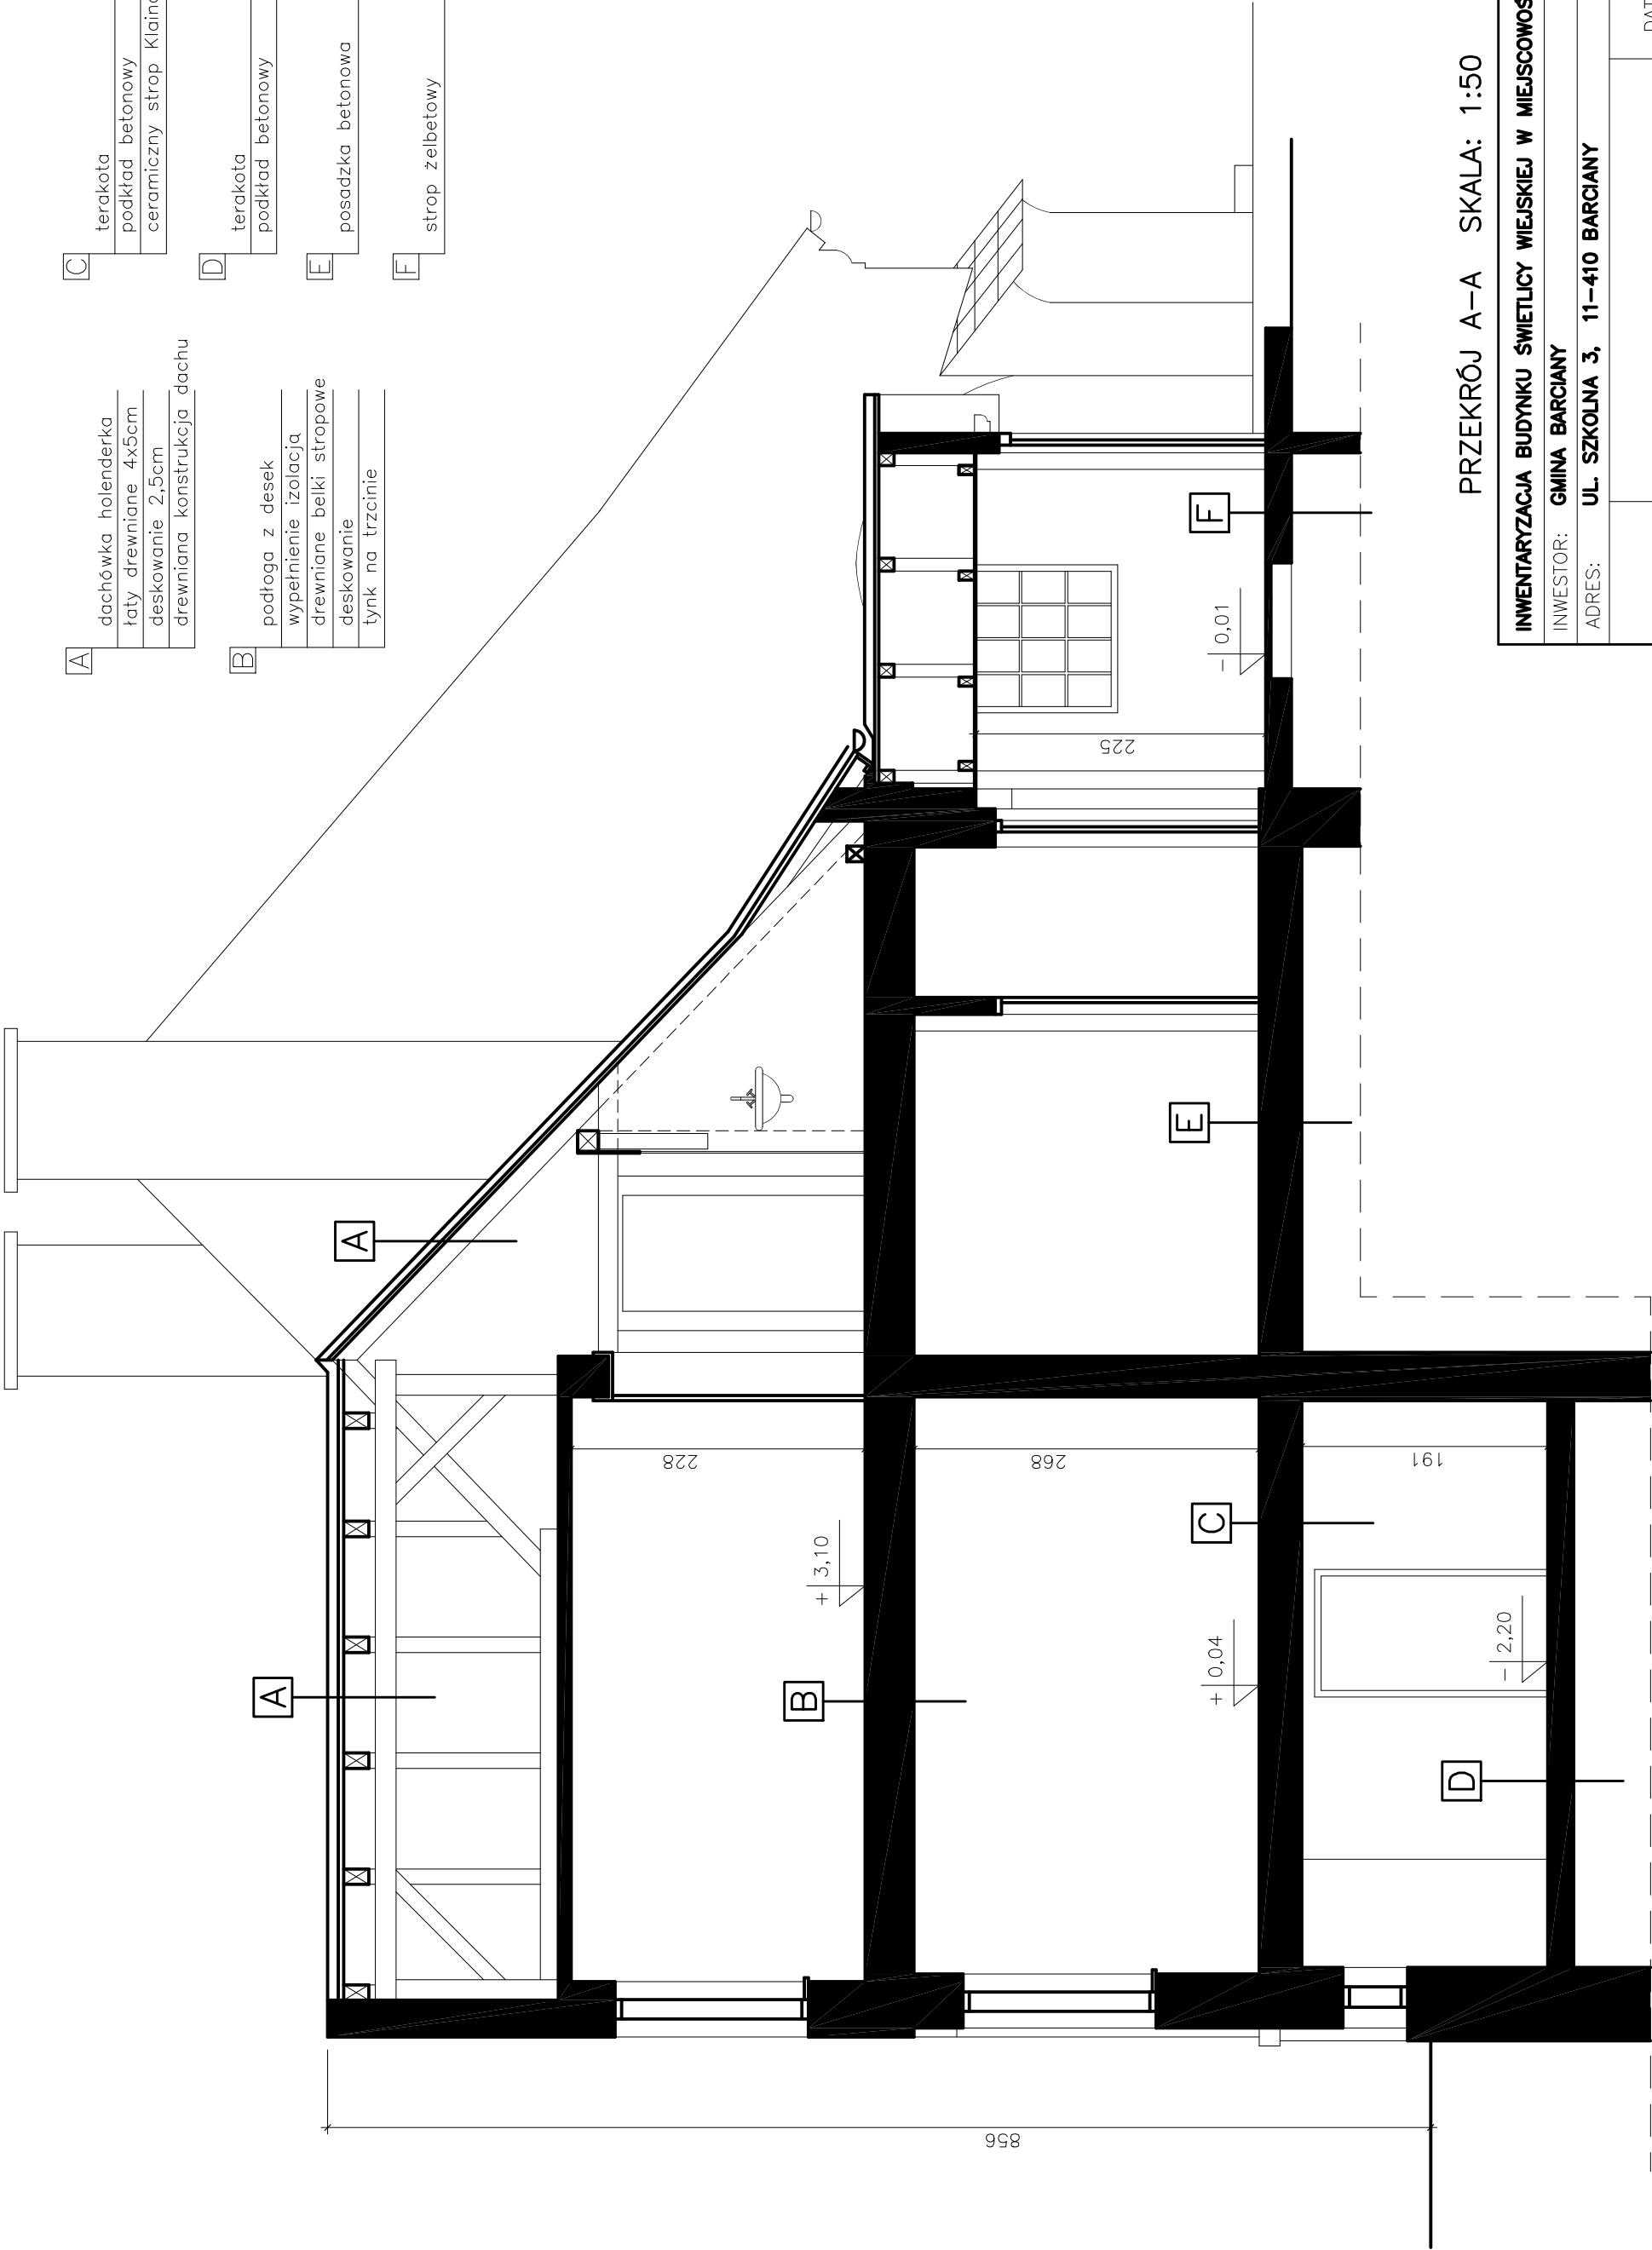 A
dachówka holenderka
łaty drewniane 4x5cm
deskowanie 2,5cm
drewniana konstrukcja dachu
B
podłoga z desek
wypełnienie izolacją
drewniane belki stropowe
deskowanie
tynk na trzcinie
C
terakota
podkład betonowy
ceramiczny strop Klaino
D
terakota
podkład betonowy
E
posadzka betonowa
F
strop żelbetowy
A
A
B
C
D
E
F
228
268
191
225
856
+ 3,10
+ 0,04
- 2,20
- 0,01
PRZEKRÓJ A-A SKALA: 1:50
INWENTARYZACJA BUDYNKU ŚWIETLICY WIEJSKIEJ W MIEJSCOWOŚ
INWESTOR: GMINA BARCIANY
ADRES: UL. SZKOLNA 3, 11-410 BARCIANY
DAT